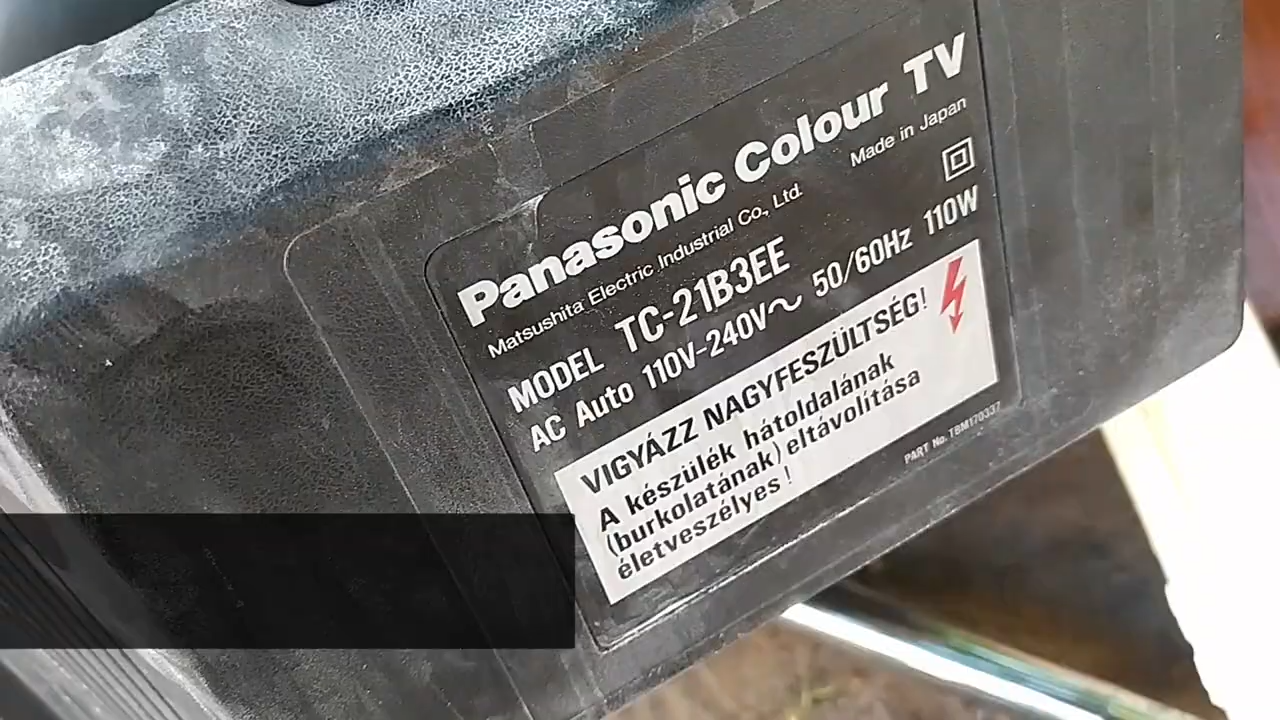 Panasonic Colour TV
Matsushita Electric Industrial Co., Ltd. Made in Japan
MODEL TC-21B3EE
AC Auto 110V-240V~ 50/60Hz 110W
VIGYÁZZ NAGYFESZÜLTSÉG!
A készülék hátoldalának
(burkolatának) eltávolítása
életveszélyes!
PART No. TBM170337